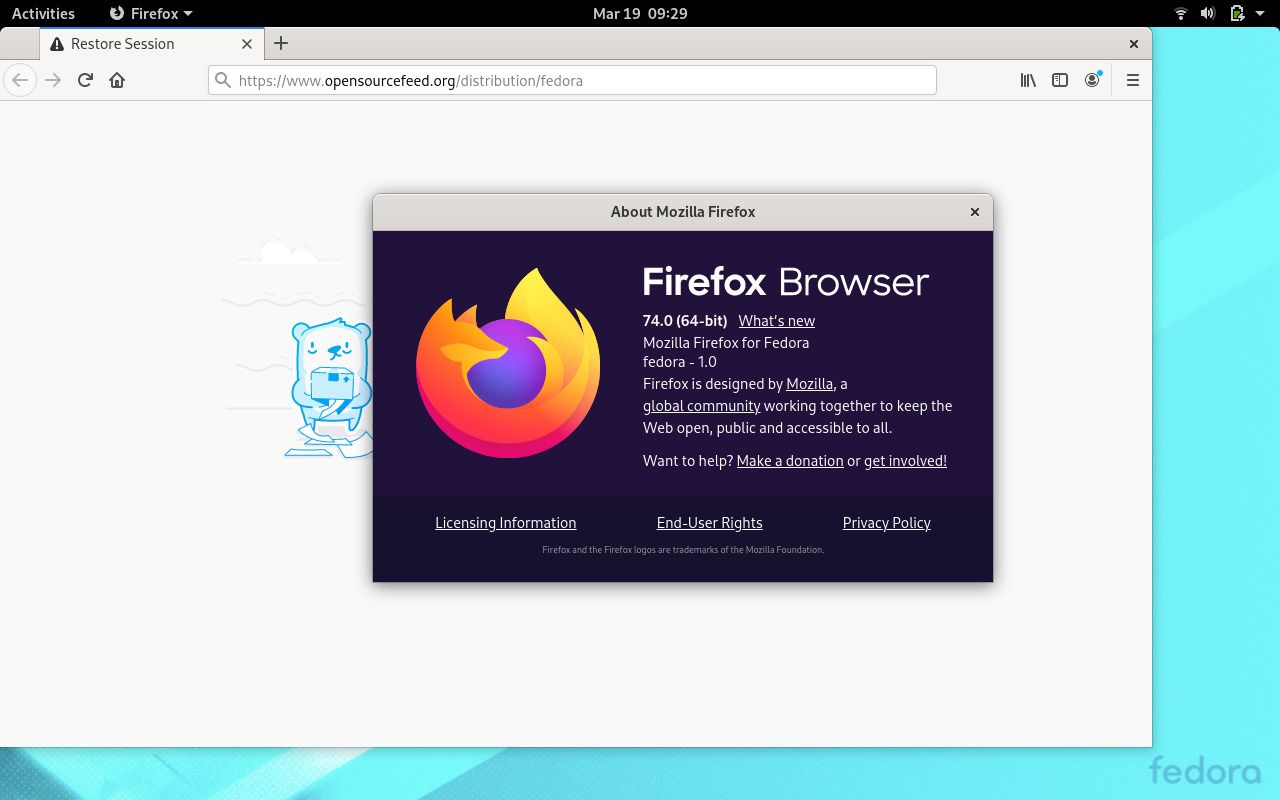 Activities Firefox Mar 19 09:29
Restore Session
https://www.opensourcefeed.org/distribution/fedora
About Mozilla Firefox
Firefox Browser
74.0 (64-bit) What's new
Mozilla Firefox for Fedora
fedora - 1.0
Firefox is designed by Mozilla, a
global community working together to keep the
Web open, public and accessible to all.
Want to help? Make a donation or get involved!
Licensing Information End-User Rights Privacy Policy
Firefox and the Firefox logos are trademarks of the Mozilla Foundation.
fedora